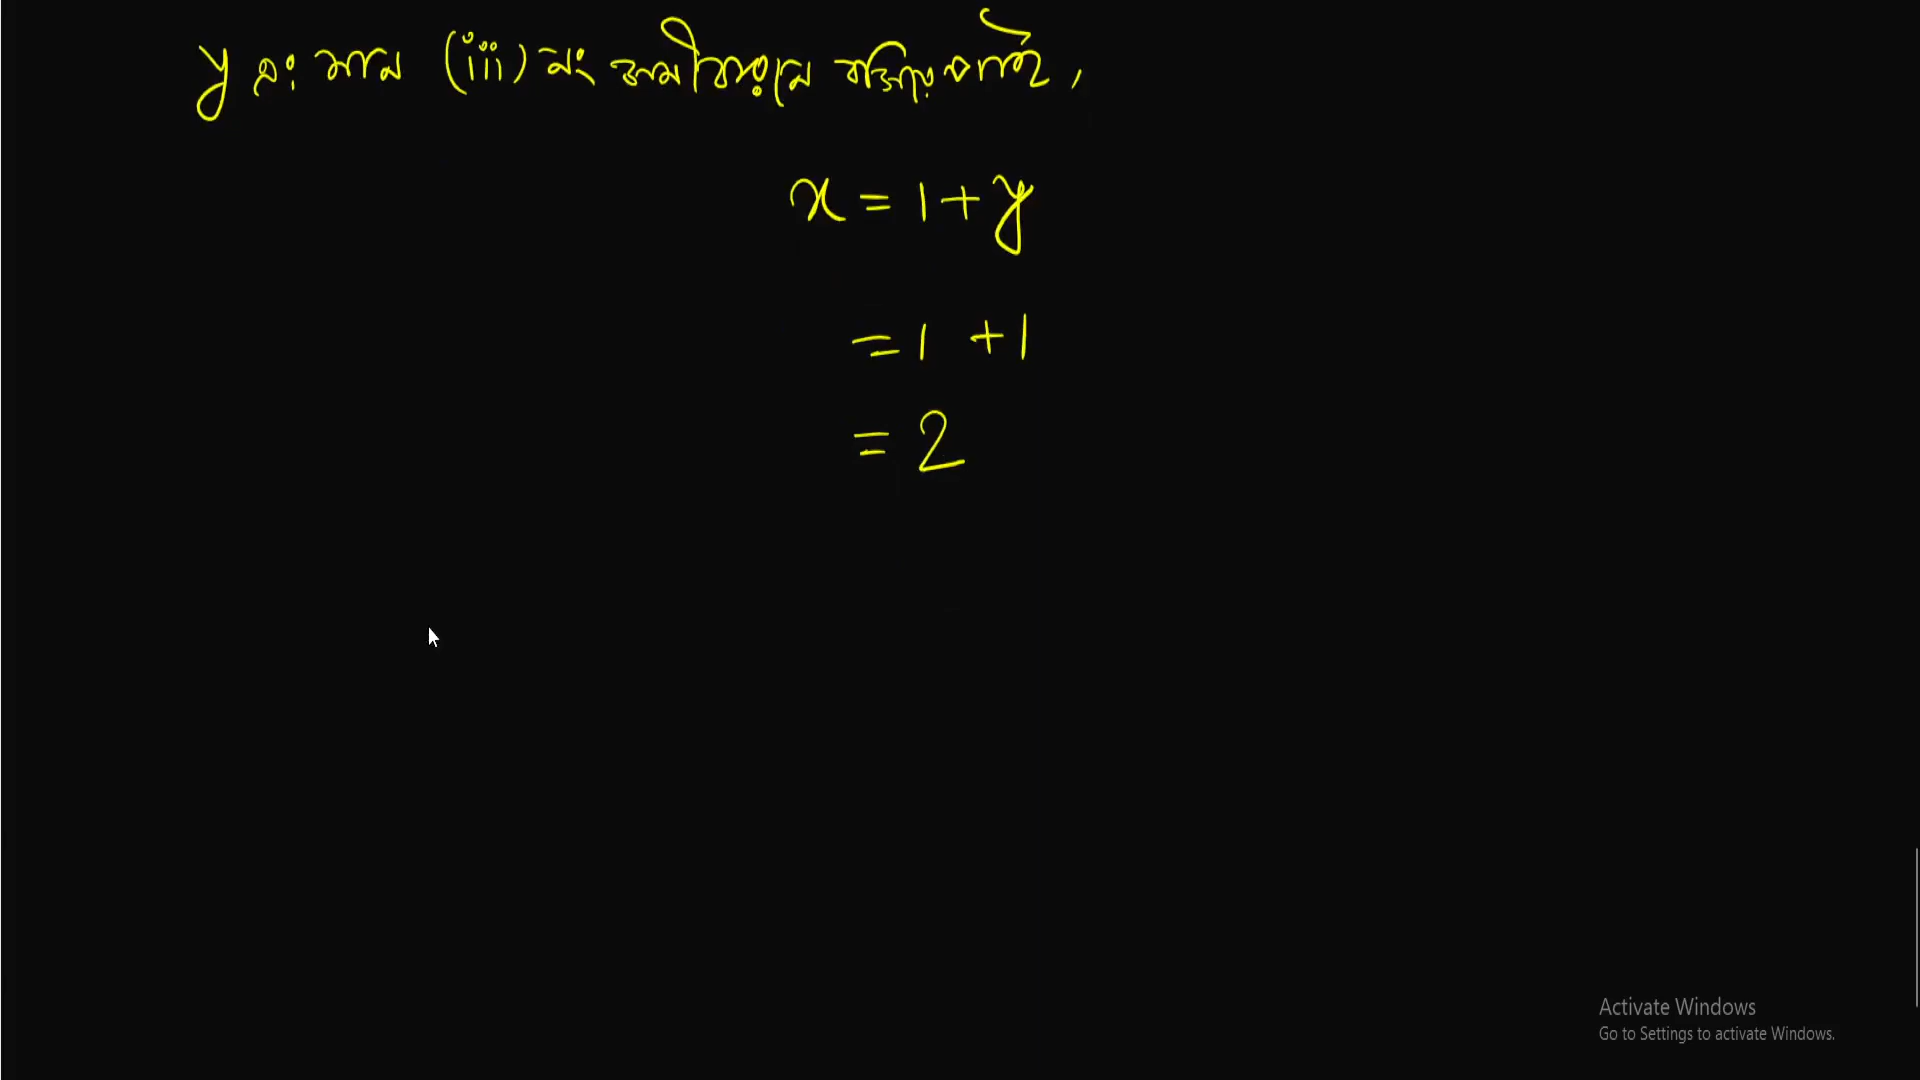 y এর মান (iii) নং সমীকরণে বসিয়ে পাই,
x = 1 + y
= 1 + 1
= 2
Activate Windows
Go to Settings to activate Windows.